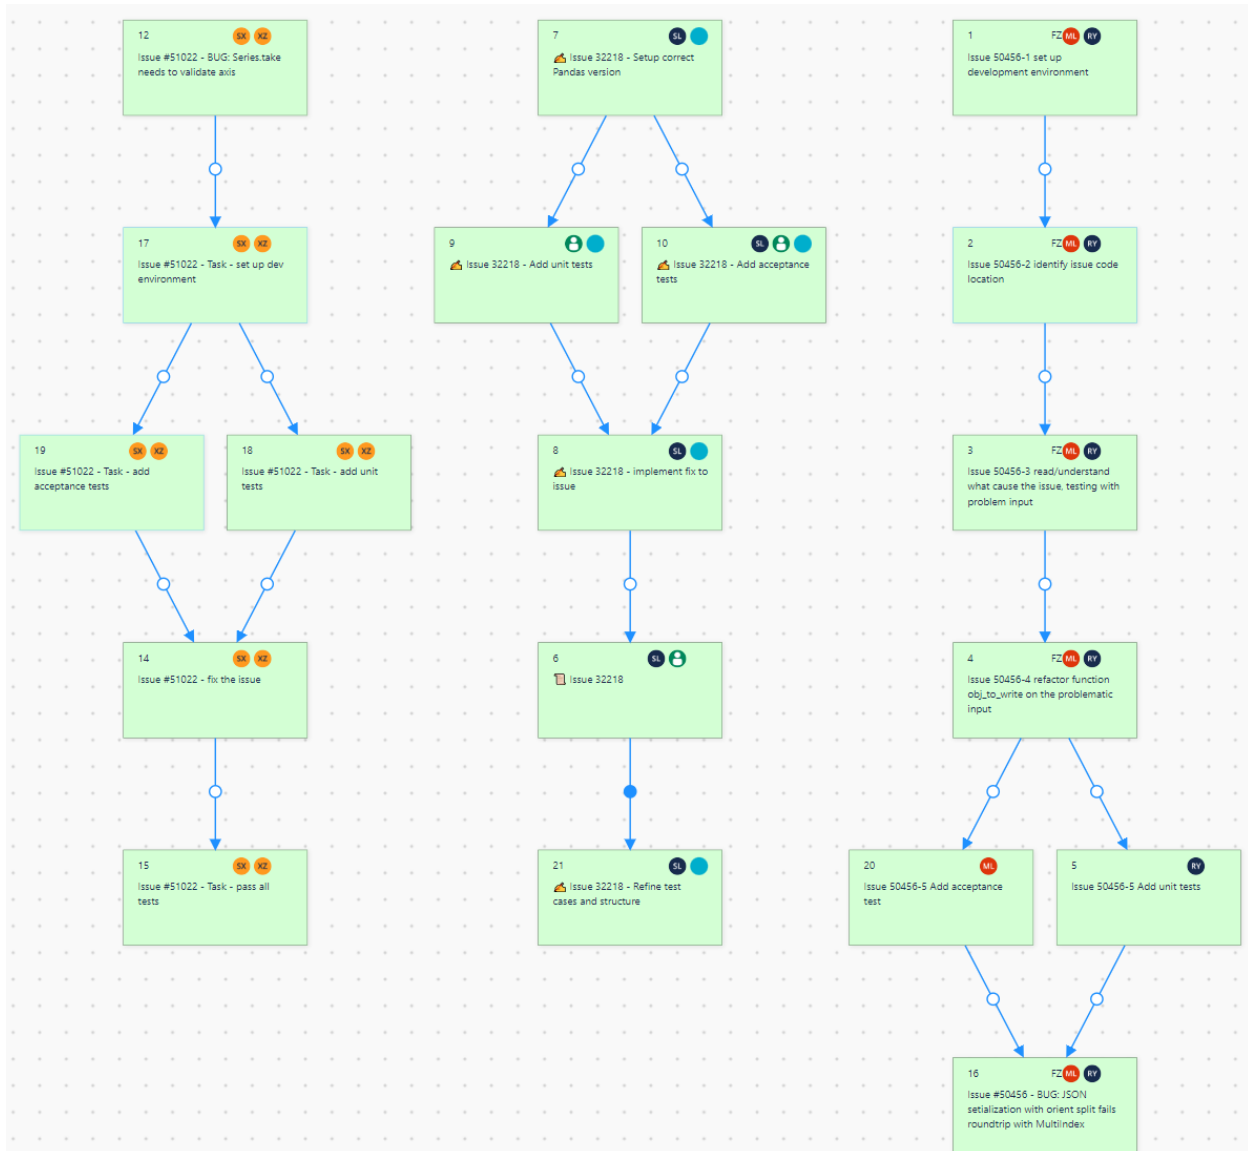 12 SX XZ
Issue #51022 - BUG: Series.take
needs to validate axis
7 SL
Issue 32218 - Setup correct
Pandas version
1 FZ ML RY
Issue 50456-1 set up
development environment
17 SX XZ
Issue #51022 - Task - set up dev
environment
9
Issue 32218 - Add unit tests
10 SL
Issue 32218 - Add acceptance
tests
2 FZ ML RY
Issue 50456-2 identify issue code
location
19 SX XZ
Issue #51022 - Task - add
acceptance tests
18 SX XZ
Issue #51022 - Task - add unit
tests
8 SL
Issue 32218 - implement fix to
issue
3 FZ ML RY
Issue 50456-3 read/understand
what cause the issue, testing with
problem input
14 SX XZ
Issue #51022 - fix the issue
6 SL
Issue 32218
4 FZ ML RY
Issue 50456-4 refactor function
obj_to_write on the problematic
input
15 SX XZ
Issue #51022 - Task - pass all
tests
21 SL
Issue 32218 - Refine test
cases and structure
20 ML
Issue 50456-5 Add acceptance
test
5 RY
Issue 50456-5 Add unit tests
16 FZ ML RY
Issue #50456 - BUG: JSON
setialization with orient split fails
roundtrip with MultiIndex